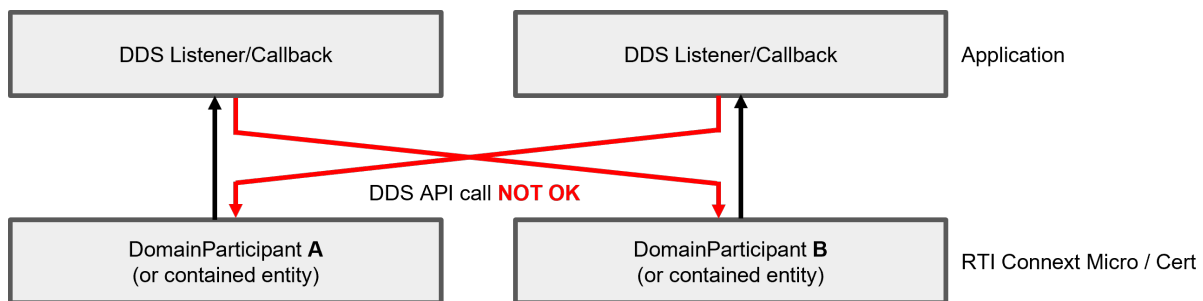 DDS Listener/Callback
DDS Listener/Callback
Application
DDS API call NOT OK
DomainParticipant A
(or contained entity)
DomainParticipant B
(or contained entity)
RTI Connext Micro / Cert